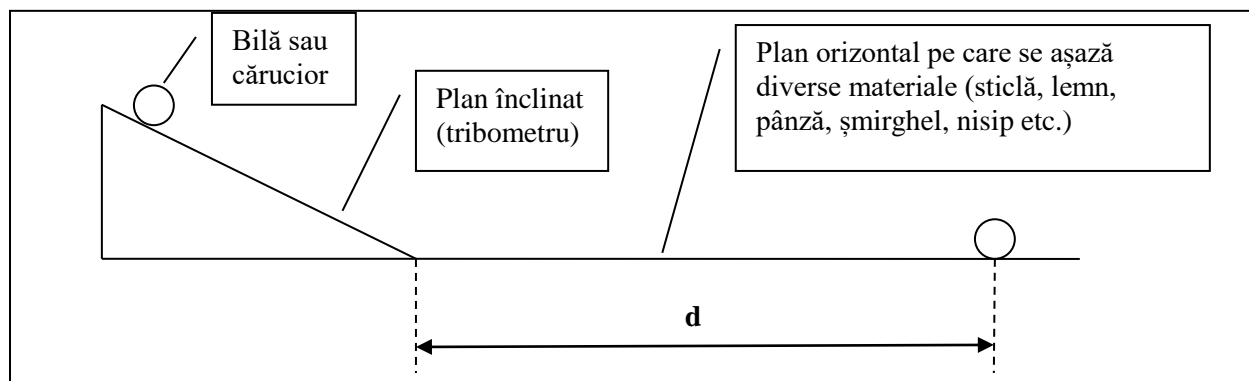 Bilă sau
cărucior
Plan înclinat
(tribometru)
Plan orizontal pe care se așază
diverse materiale (sticlă, lemn,
pânză, șmirghel, nisip etc.)
d